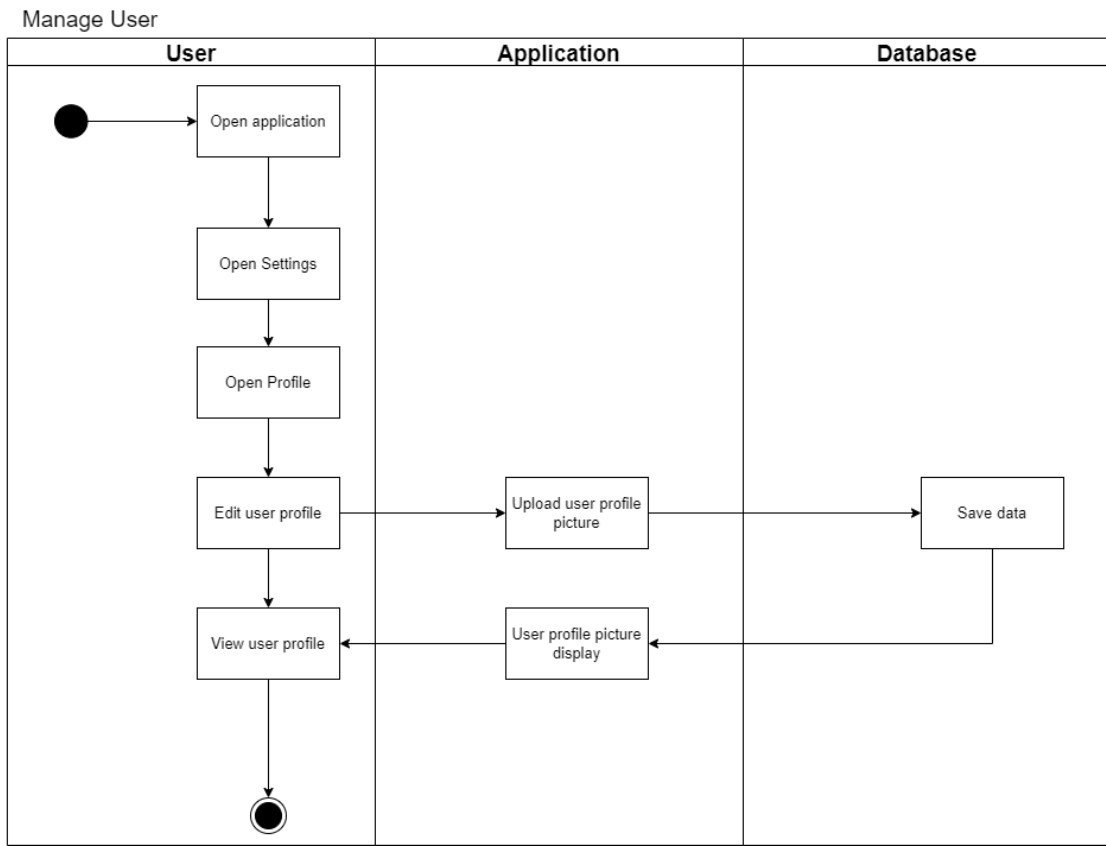 Manage User
User
Application
Database
Open application
Open Settings
Open Profile
Edit user profile
Upload user profile
picture
Save data
View user profile
User profile picture
display